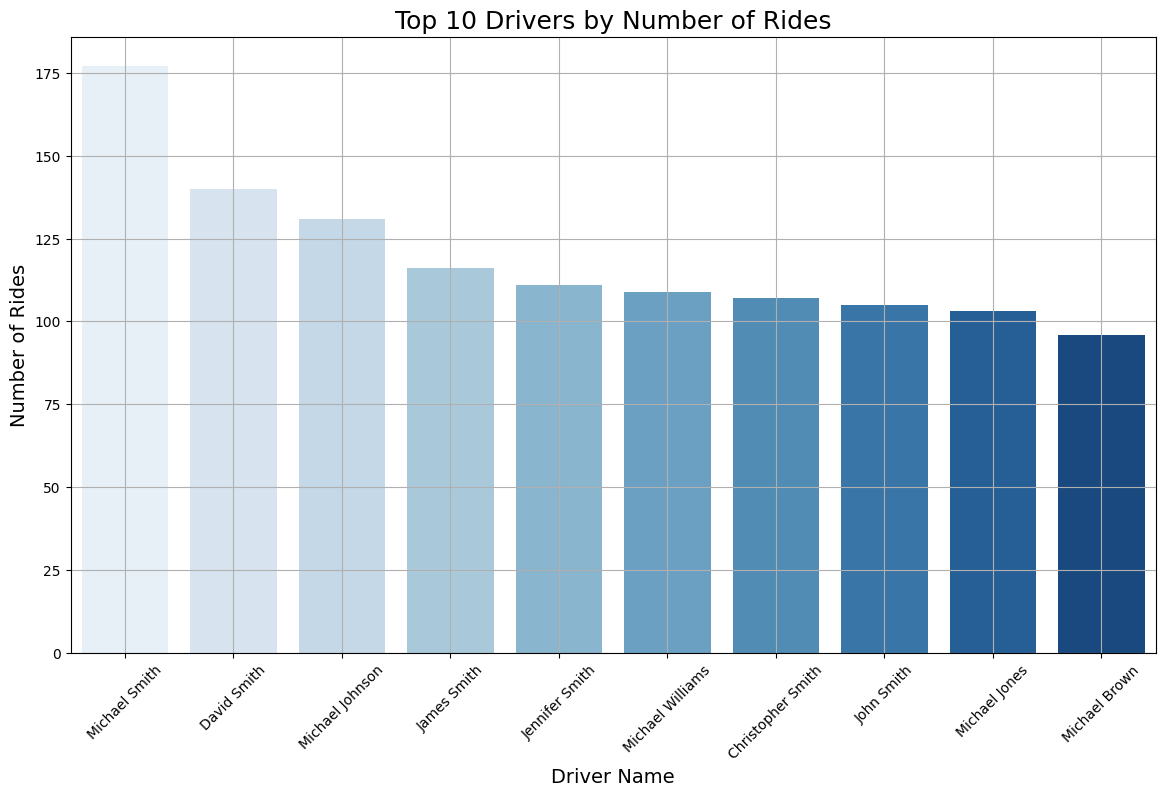 Top 10 Drivers by Number of Rides
Number of Rides
175
150
125
100
75
50
25
0
Michael Smith
David Smith
Michael Johnson
James Smith
Jennifer Smith
Michael Williams
Christopher Smith
John Smith
Michael Jones
Michael Brown
Driver Name